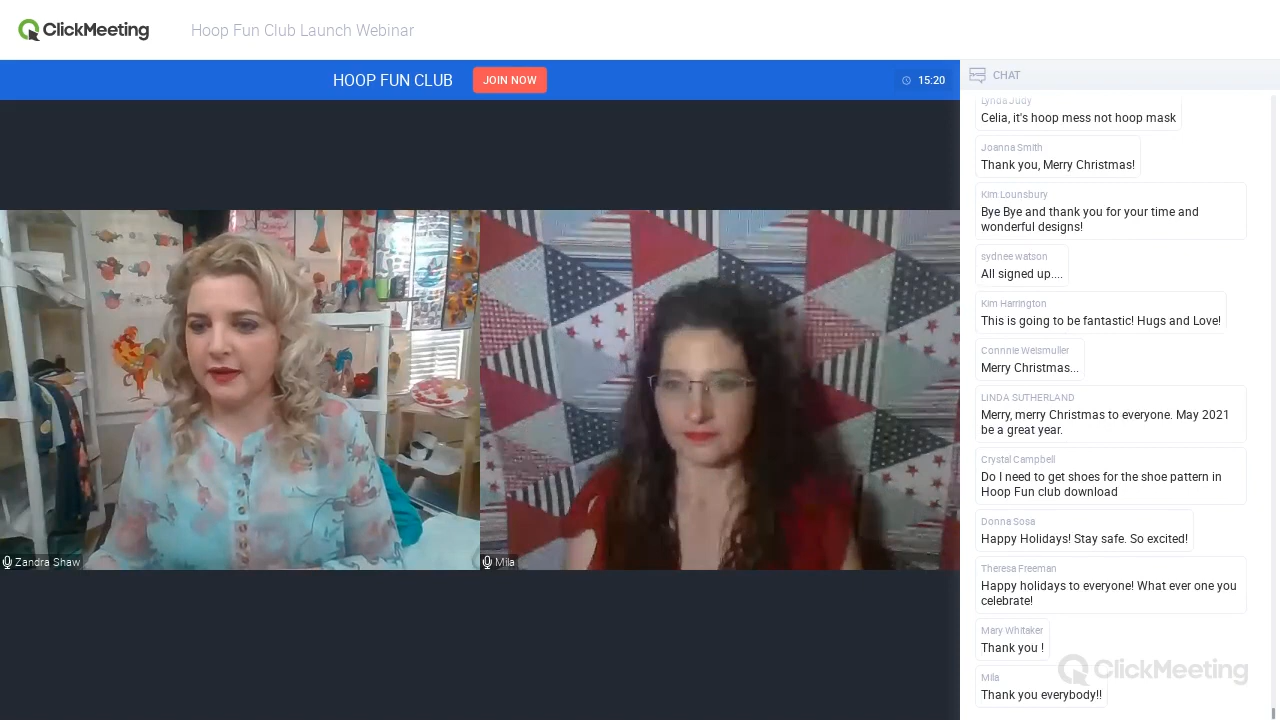 ClickMeeting
Hoop Fun Club Launch Webinar
HOOP FUN CLUB
JOIN NOW
15:20
Zandra Shaw
Mila
CHAT
Lynda Judy
Celia, it's hoop mess not hoop mask
Joanna Smith
Thank you, Merry Christmas!
Kim Lounsbury
Bye Bye and thank you for your time and
wonderful designs!
sydnee watson
All signed up....
Kim Harrington
This is going to be fantastic! Hugs and Love!
Connnie Weismuller
Merry Christmas...
LINDA SUTHERLAND
Merry, merry Christmas to everyone. May 2021
be a great year.
Crystal Campbell
Do I need to get shoes for the shoe pattern in
Hoop Fun club download
Donna Sosa
Happy Holidays! Stay safe. So excited!
Theresa Freeman
Happy holidays to everyone! What ever one you
celebrate!
Mary Whitaker
Thank you !
Mila
Thank you everybody!!
ClickMeeting